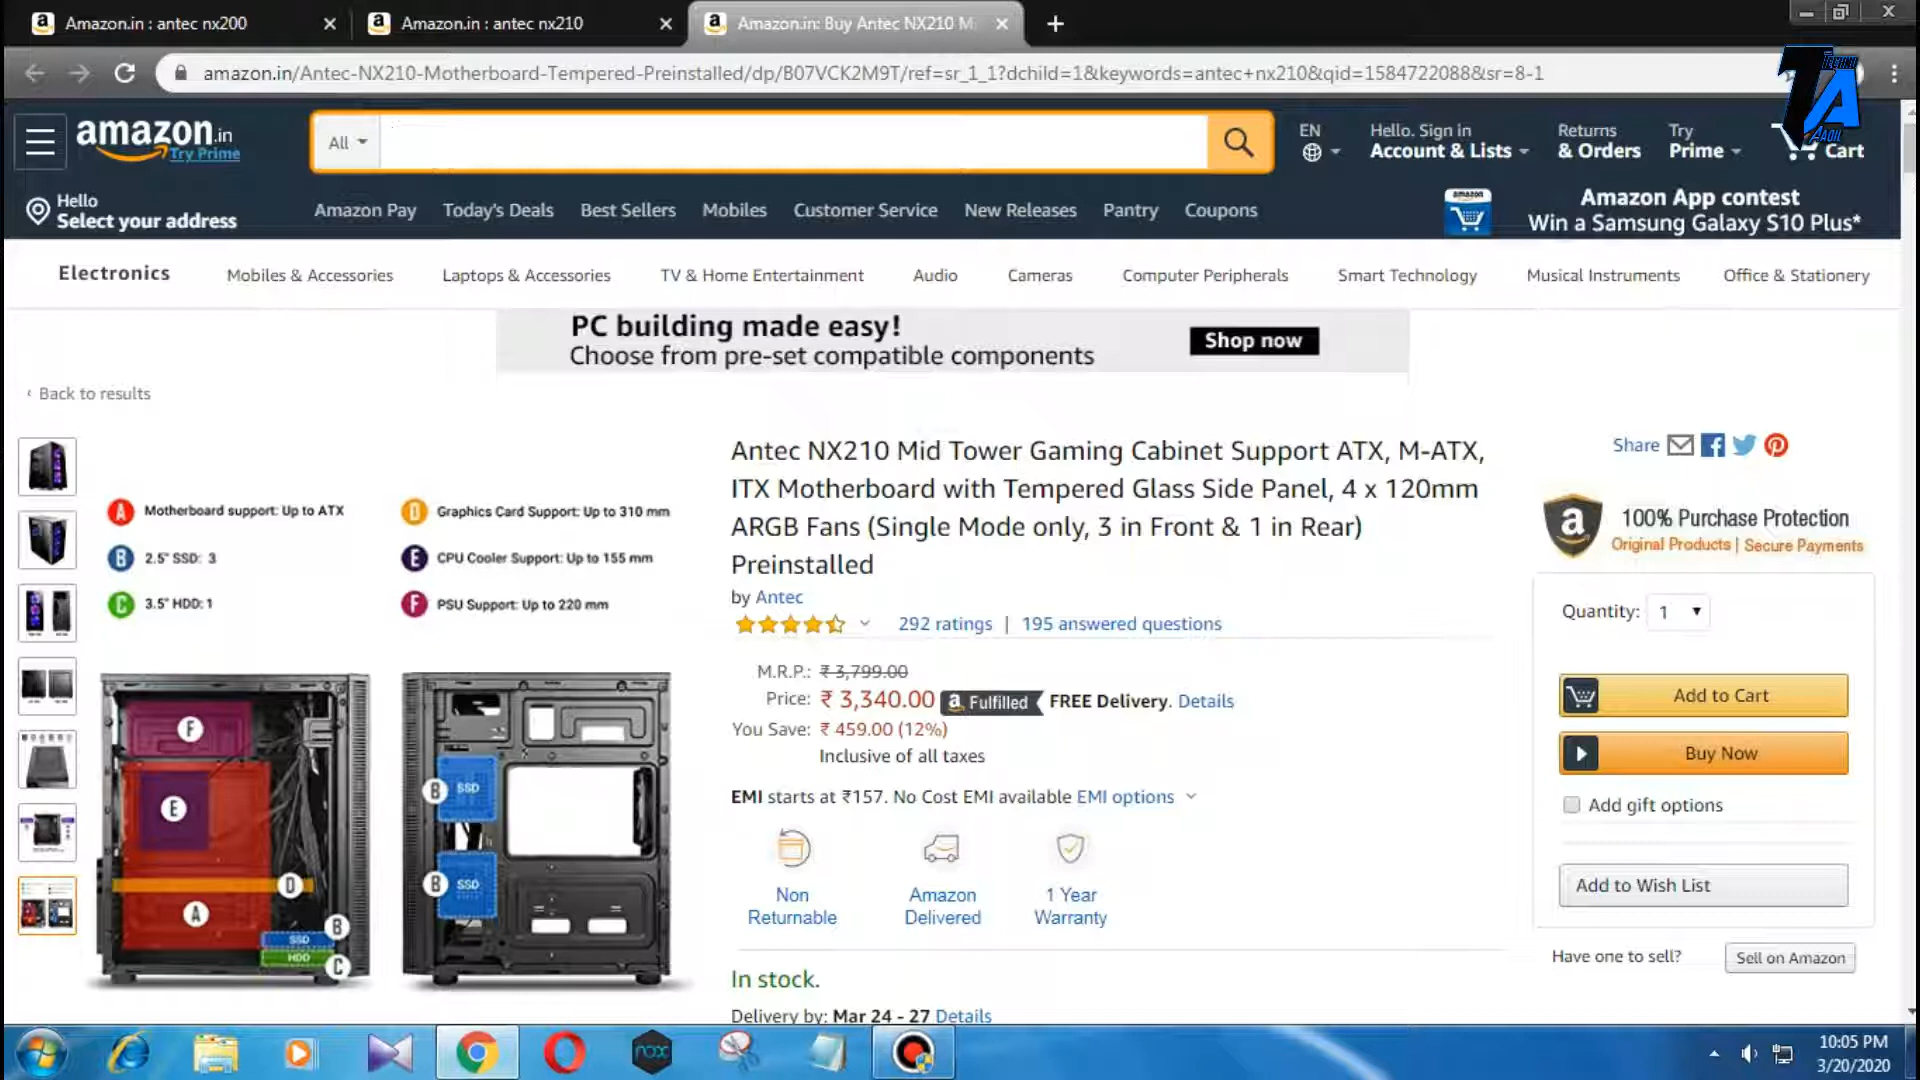 Amazon.in : antec nx200
Amazon.in : antec nx210
Amazon.in: Buy Antec NX210 M
amazon.in/Antec-NX210-Motherboard-Tempered-Preinstalled/dp/B07VCK2M9T/ref=sr_1_1?dchild=1&keywords=antec+nx210&qid=1584722088&sr=8-1
TECHNO
TA
AADIL
amazon.in
Try Prime
All
EN
Hello. Sign in
Account & Lists
Returns
& Orders
Try
Prime
Cart
Hello
Select your address
Amazon Pay
Today's Deals
Best Sellers
Mobiles
Customer Service
New Releases
Pantry
Coupons
amazon
Amazon App contest
Win a Samsung Galaxy S10 Plus*
Electronics
Mobiles & Accessories
Laptops & Accessories
TV & Home Entertainment
Audio
Cameras
Computer Peripherals
Smart Technology
Musical Instruments
Office & Stationery
PC building made easy!
Choose from pre-set compatible components
Shop now
‹ Back to results
A Motherboard support: Up to ATX
B 2.5" SSD: 3
C 3.5" HDD: 1
D Graphics Card Support: Up to 310 mm
E CPU Cooler Support: Up to 155 mm
F PSU Support: Up to 220 mm
F
E
D
A
B
SSD
HDD
C
B
SSD
B
SSD
Antec NX210 Mid Tower Gaming Cabinet Support ATX, M-ATX,
ITX Motherboard with Tempered Glass Side Panel, 4 x 120mm
ARGB Fans (Single Mode only, 3 in Front & 1 in Rear)
Preinstalled
by Antec
292 ratings | 195 answered questions
M.R.P.: ₹ 3,799.00
Price: ₹ 3,340.00 a Fulfilled FREE Delivery. Details
You Save: ₹ 459.00 (12%)
Inclusive of all taxes
EMI starts at ₹157. No Cost EMI available EMI options
Non
Returnable
Amazon
Delivered
1 Year
Warranty
In stock.
Delivery by: Mar 24 - 27 Details
Share
a
100% Purchase Protection
Original Products | Secure Payments
Quantity: 1
Add to Cart
Buy Now
Add gift options
Add to Wish List
Have one to sell?
Sell on Amazon
nox
10:05 PM
3/20/2020